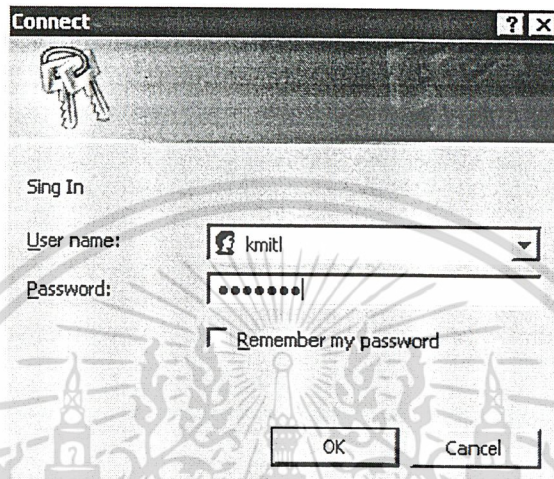 Connect
Sing In
User name: kmitl
Password: •••••••
Remember my password
OK Cancel